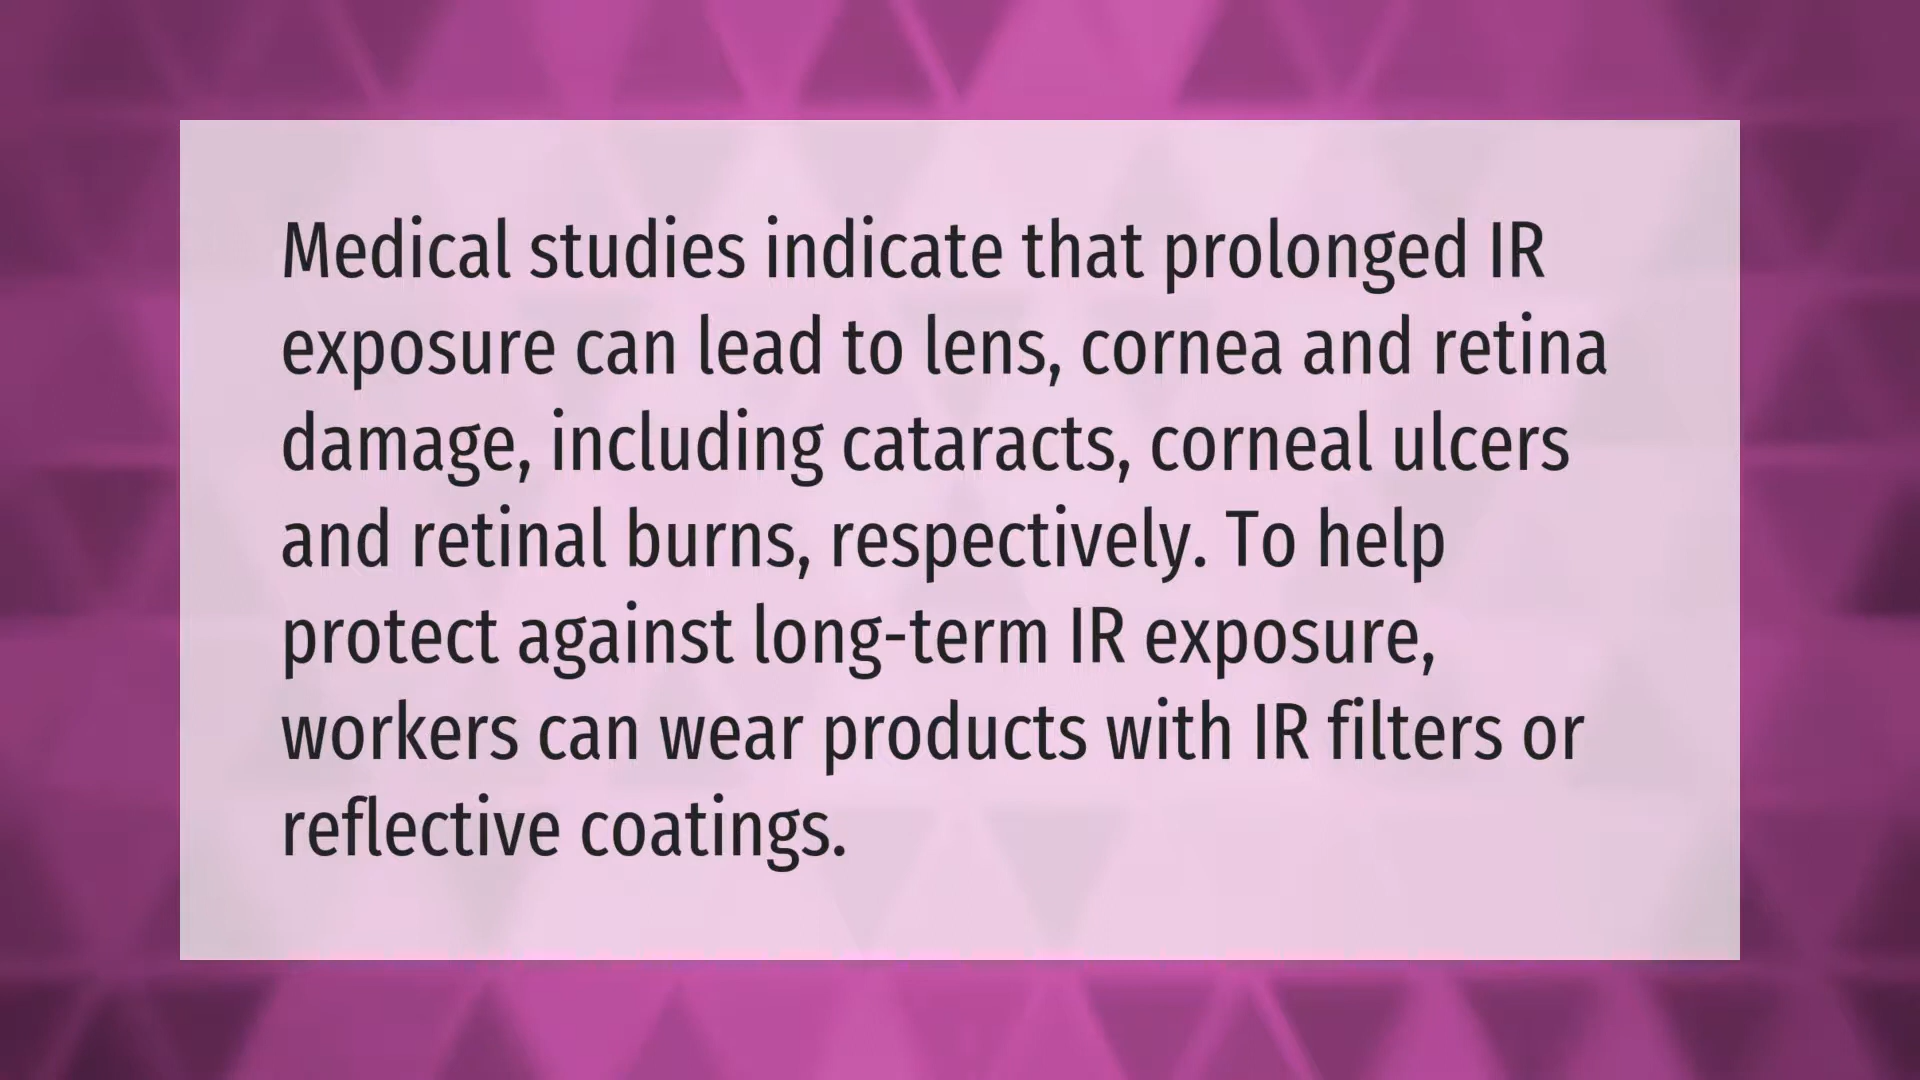 Medical studies indicate that prolonged IR
exposure can lead to lens, cornea and retina
damage, including cataracts, corneal ulcers
and retinal burns, respectively. To help
protect against long-term IR exposure,
workers can wear products with IR filters or
reflective coatings.